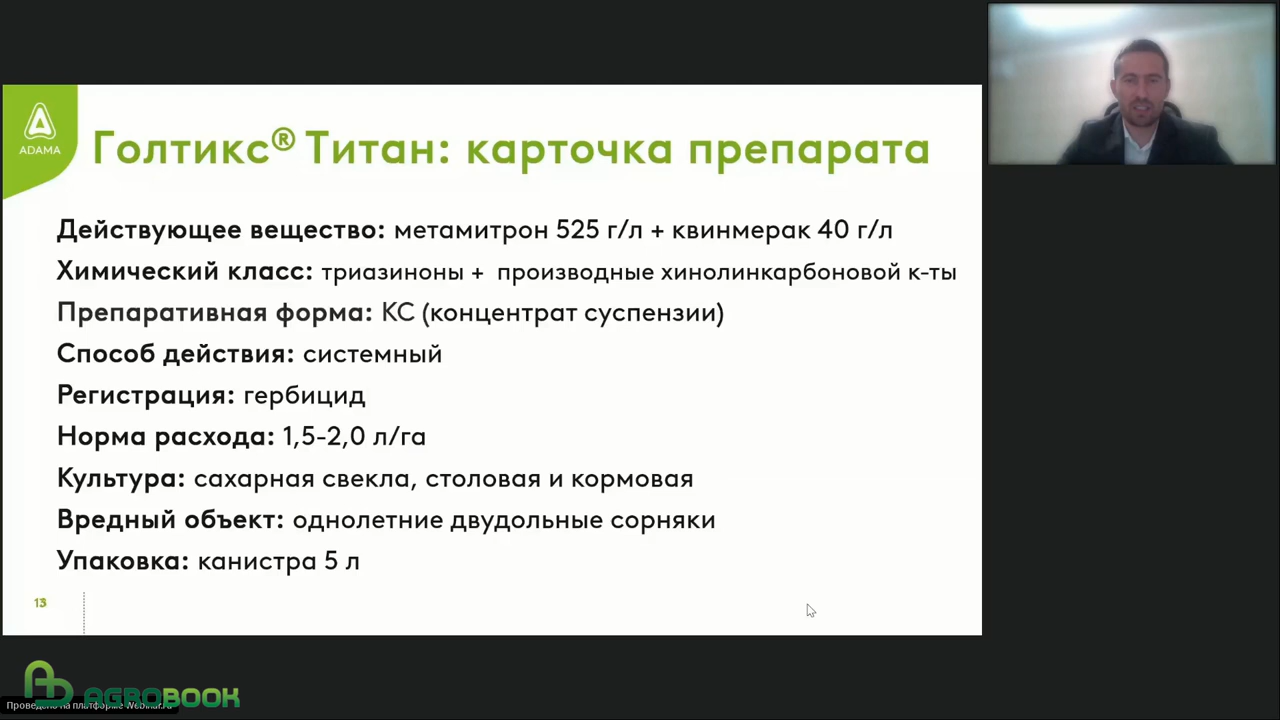 ADAMA
Голтикс® Титан: карточка препарата
Действующее вещество: метамитрон 525 г/л + квинмерак 40 г/л
Химический класс: триазиноны + производные хинолинкарбоновой к-ты
Препаративная форма: КС (концентрат суспензии)
Способ действия: системный
Регистрация: гербицид
Норма расхода: 1,5-2,0 л/га
Культура: сахарная свекла, столовая и кормовая
Вредный объект: однолетние двудольные сорняки
Упаковка: канистра 5 л
13
AGROBOOK
Проведено на платформе Webinar.ru